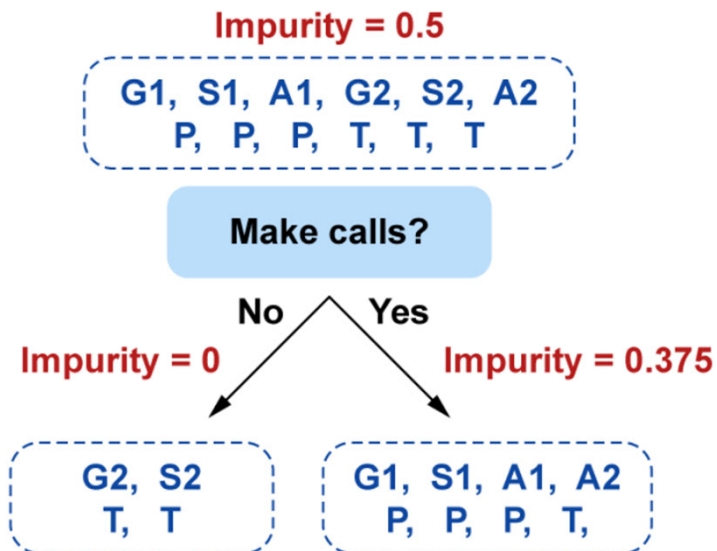 Impurity = 0.5
G1, S1, A1, G2, S2, A2
P, P, P, T, T, T
Make calls?
No Yes
Impurity = 0 Impurity = 0.375
G2, S2 G1, S1, A1, A2
T, T P, P, P, T,